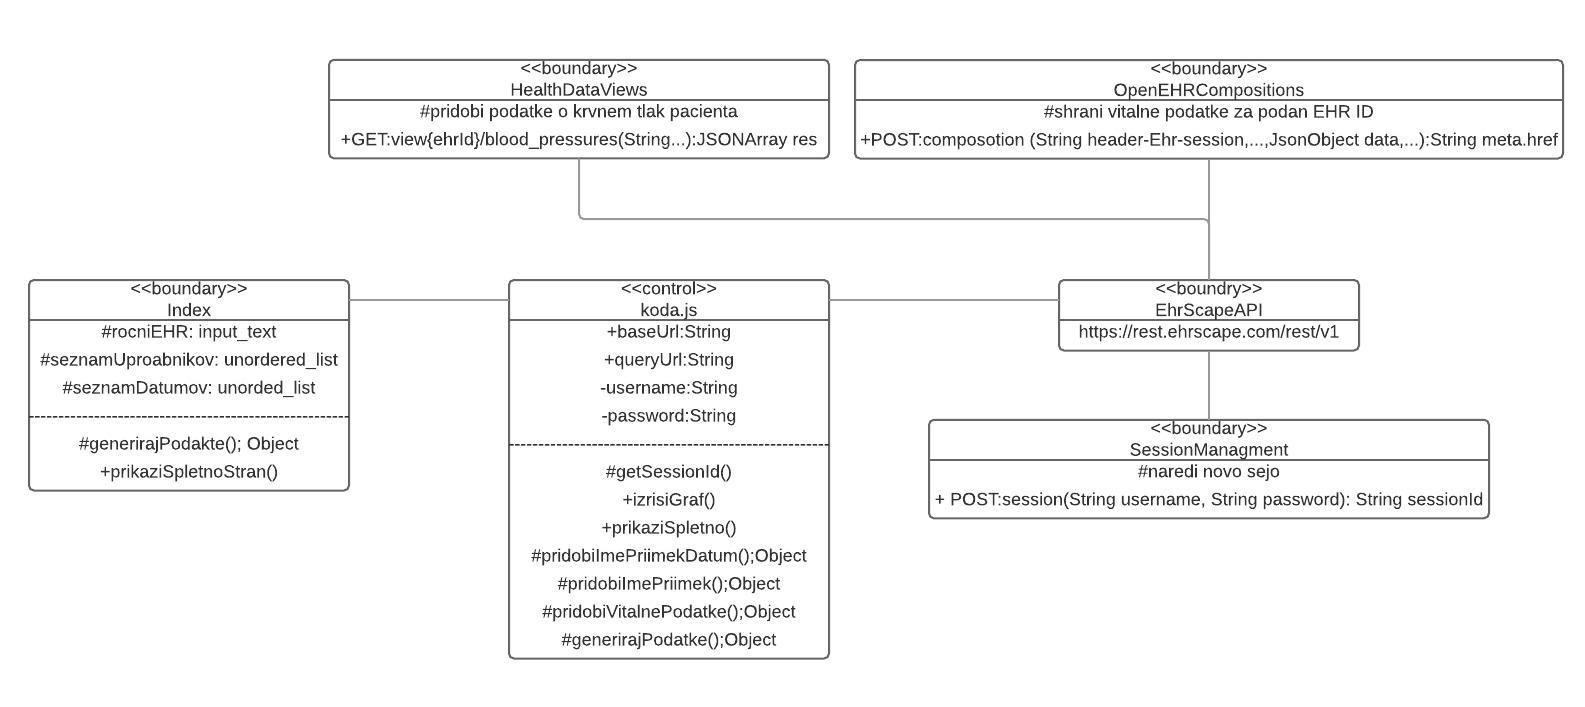 <<boundary>>
HealthDataViews
#pridobi podatke o krvnem tlak pacienta
+GET:view{ehrId}/blood_pressures(String...):JSONArray res
<<boundary>>
OpenEHRCompositions
#shrani vitalne podatke za podan EHR ID
+POST:composotion (String header-Ehr-session,...,JsonObject data,...):String meta.href
<<boundary>>
Index
#rocniEHR: input_text
#seznamUproabnikov: unordered_list
#seznamDatumov: unorded_list
#generirajPodakte(); Object
+prikaziSpletnoStran()
<<control>>
koda.js
+baseUrl:String
+queryUrl:String
-username:String
-password:String
#getSessionId()
+izrisiGraf()
+prikaziSpletno()
#pridobiImePriimekDatum();Object
#pridobiImePriimek();Object
#pridobiVitalnePodatke();Object
#generirajPodatke();Object
<<boundry>>
EhrScapeAPI
https://rest.ehrscape.com/rest/v1
<<boundary>>
SessionManagment
#naredi novo sejo
+ POST:session(String username, String password): String sessionId